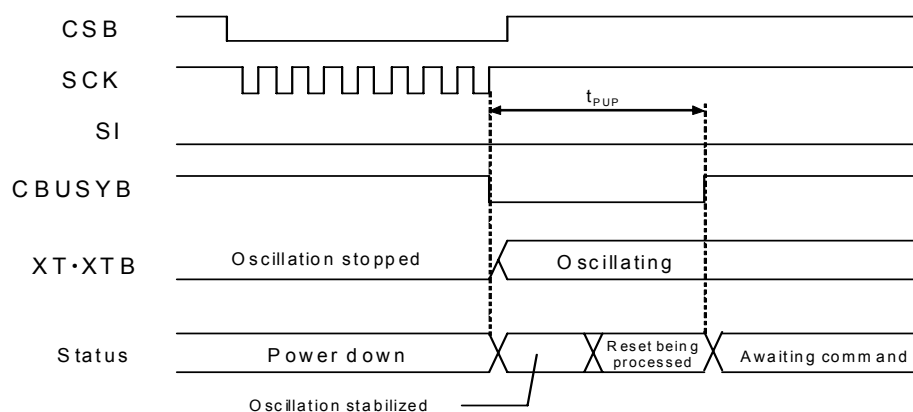 CSB
SCK
tPUP
SI
CBUSYB
XT・XTB
Oscillation stopped
Oscillating
Status
Power down
Reset being
processed
Awaiting command
Oscillation stabilized